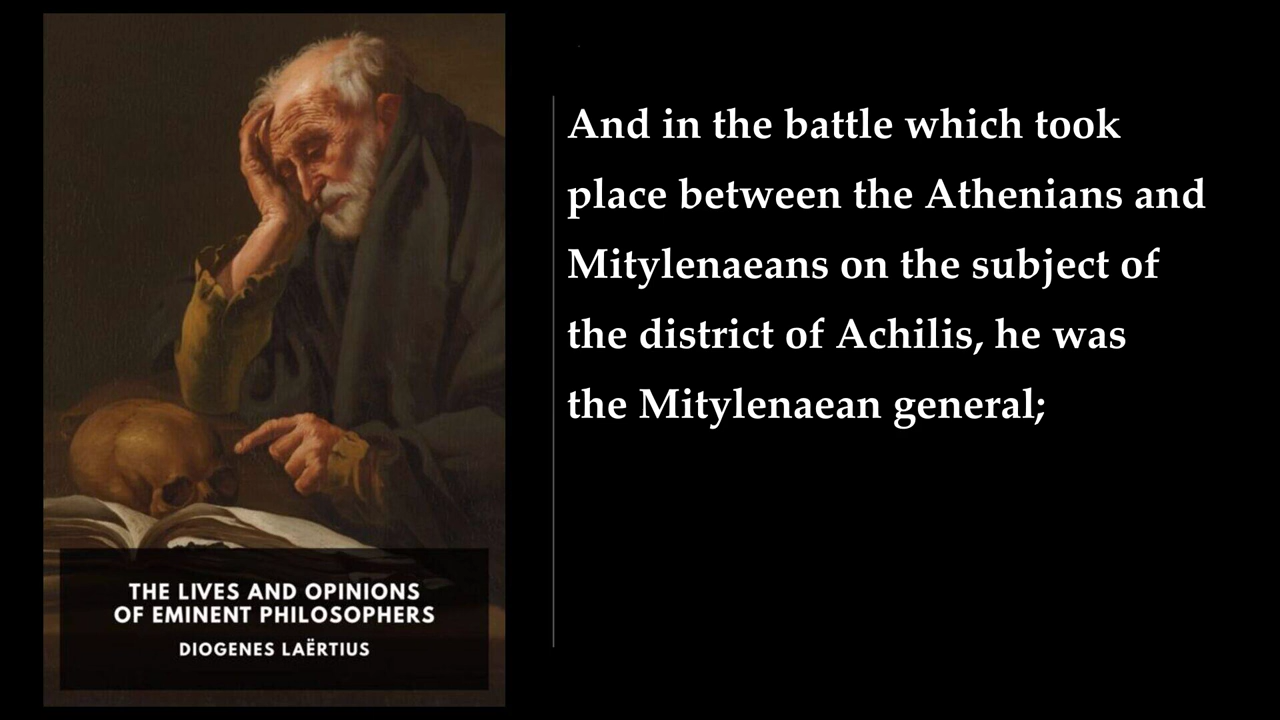 THE LIVES AND OPINIONS
OF EMINENT PHILOSOPHERS
DIOGENES LAËRTIUS
And in the battle which took
place between the Athenians and
Mitylenaeans on the subject of
the district of Achilis, he was
the Mitylenaean general;